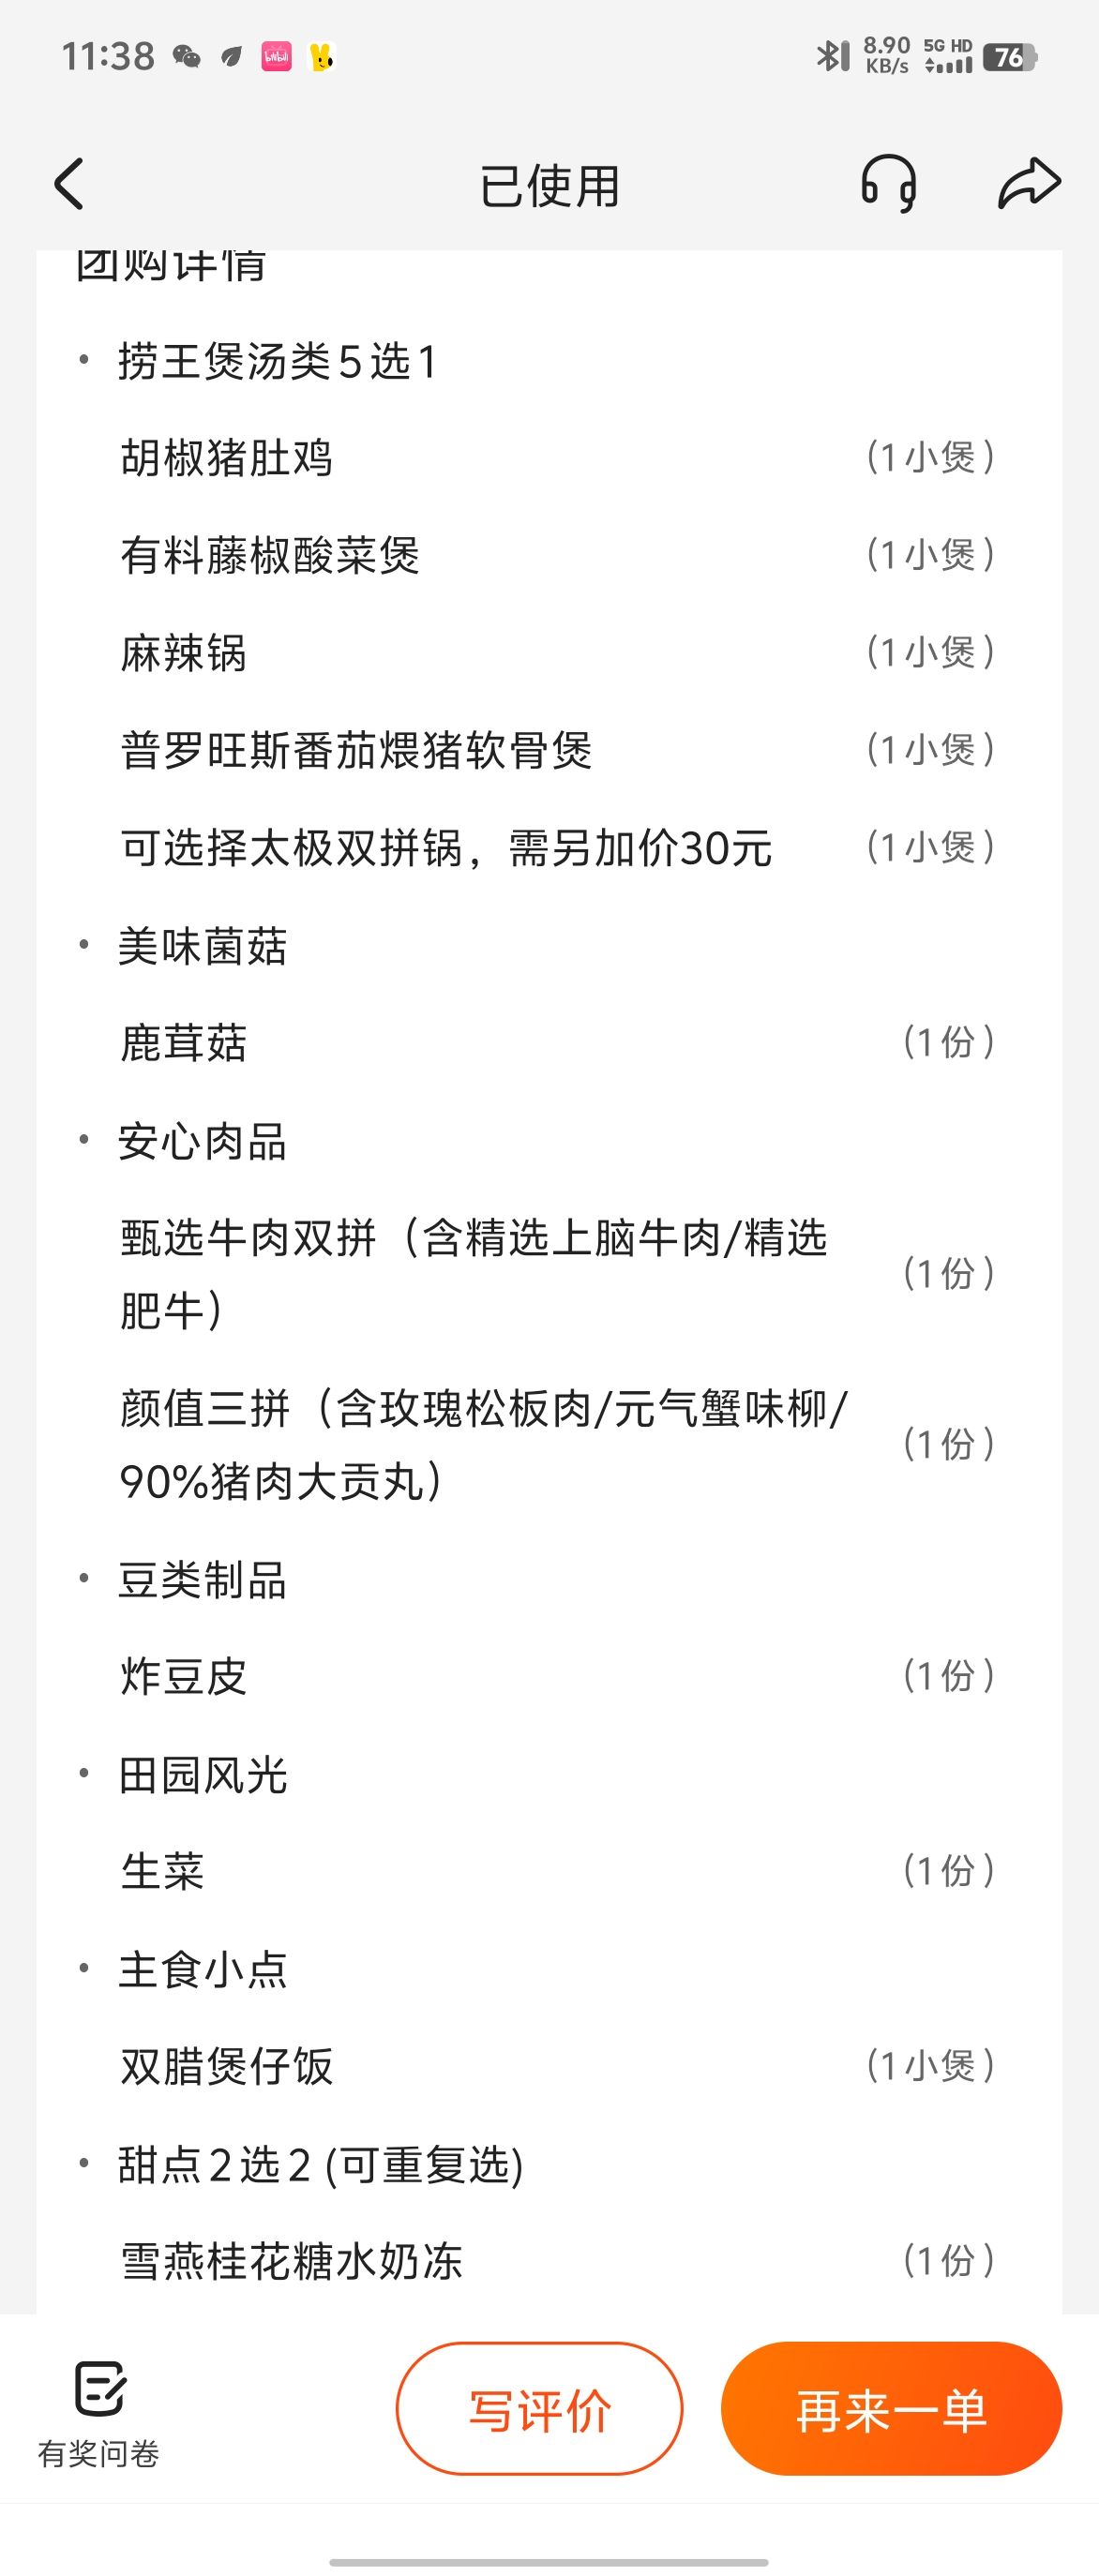 11:38
8.90 KB/s 5G HD 76
已使用
团购详情
• 捞王煲汤类5选1
胡椒猪肚鸡 (1小煲)
有料藤椒酸菜煲 (1小煲)
麻辣锅 (1小煲)
普罗旺斯番茄煨猪软骨煲 (1小煲)
可选择太极双拼锅，需另加价30元 (1小煲)
• 美味菌菇
鹿茸菇 (1份)
• 安心肉品
甄选牛肉双拼（含精选上脑牛肉/精选
肥牛） (1份)
颜值三拼（含玫瑰松板肉/元气蟹味柳/
90%猪肉大贡丸） (1份)
• 豆类制品
炸豆皮 (1份)
• 田园风光
生菜 (1份)
• 主食小点
双腊煲仔饭 (1小煲)
• 甜点2选2 (可重复选)
雪燕桂花糖水奶冻 (1份)
有奖问卷
写评价
再来一单